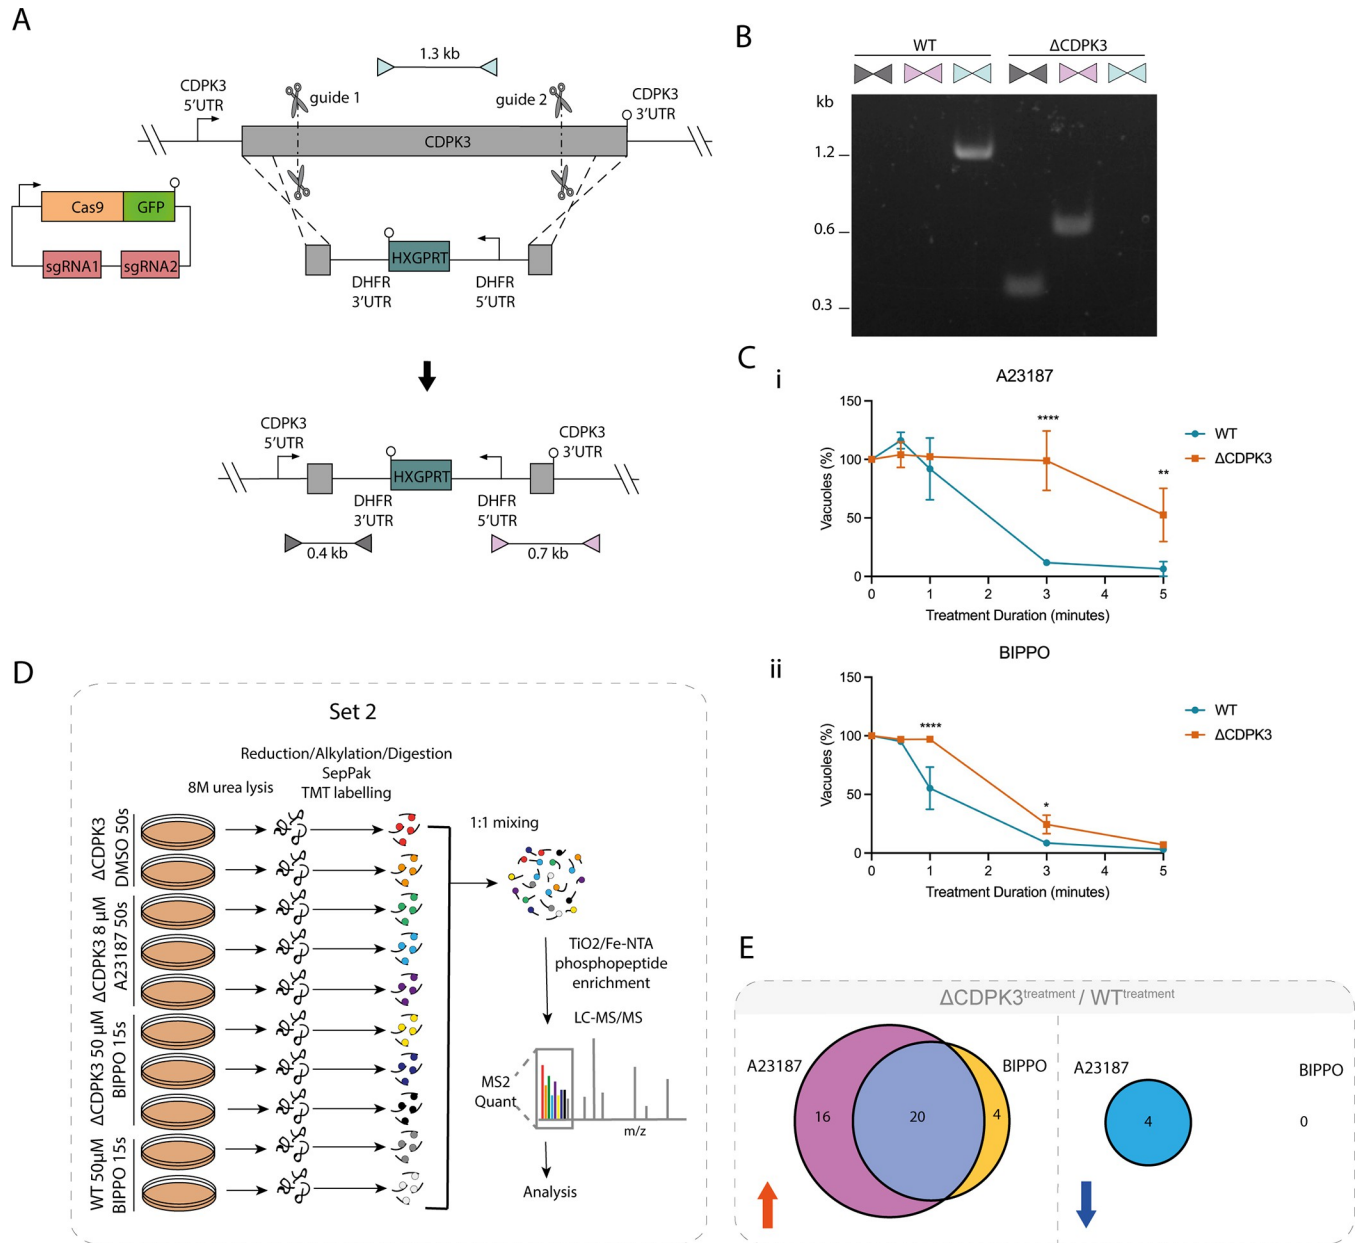 A
1.3 kb
CDPK3
5'UTR
guide 1
guide 2
CDPK3
3'UTR
CDPK3
Cas9
GFP
sgRNA1
sgRNA2
HXGPRT
DHFR
3'UTR
DHFR
5'UTR
CDPK3
5'UTR
CDPK3
3'UTR
HXGPRT
DHFR
3'UTR
DHFR
5'UTR
0.4 kb
0.7 kb
B
WT
ΔCDPK3
kb
1.2
0.6
0.3
C
i
A23187
150
100
50
0
Vacuoles (%)
****
**
WT
ΔCDPK3
0 1 2 3 4 5
Treatment Duration (minutes)
ii
BIPPO
150
100
50
0
Vacuoles (%)
****
*
WT
ΔCDPK3
0 1 2 3 4 5
Treatment Duration (minutes)
D
Set 2
Reduction/Alkylation/Digestion
SepPak
TMT labelling
8M urea lysis
ΔCDPK3
DMSO 50s
ΔCDPK3 8 µM
A23187 50s
ΔCDPK3 50 µM
BIPPO 15s
WT 50µM
BIPPO 15s
1:1 mixing
TiO2/Fe-NTA
phosphopeptide
enrichment
LC-MS/MS
MS2
Quant
m/z
Analysis
E
ΔCDPK3treatment / WTtreatment
A23187
BIPPO
16
20
4
A23187
BIPPO
4
0